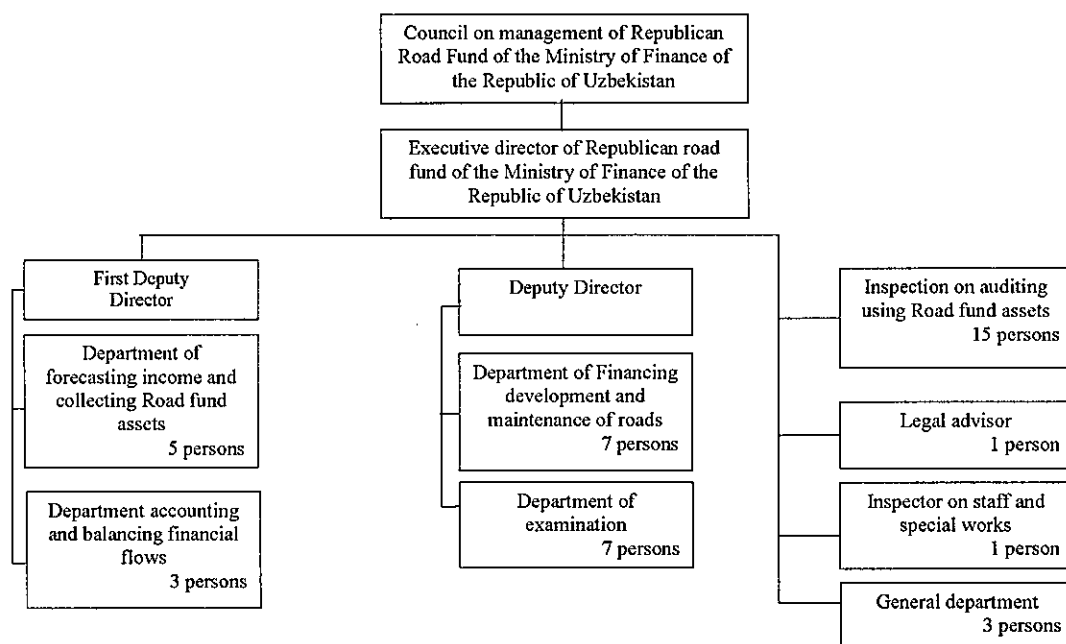 Council on management of Republican
Road Fund of the Ministry of Finance of
the Republic of Uzbekistan
Executive director of Republican road
fund of the Ministry of Finance of the
Republic of Uzbekistan
First Deputy
Director
Department of
forecasting income and
collecting Road fund
assets
5 persons
Department accounting
and balancing financial
flows
3 persons
Deputy Director
Department of Financing
development and
maintenance of roads
7 persons
Department of
examination
7 persons
Inspection on auditing
using Road fund assets
15 persons
Legal advisor
1 person
Inspector on staff and
special works
1 person
General department
3 persons